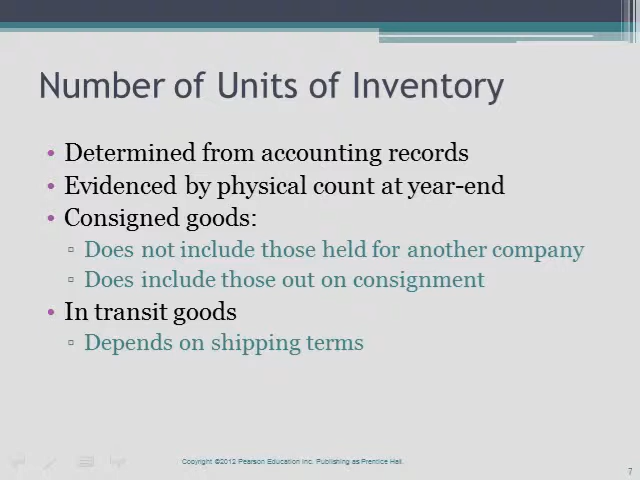 Number of Units of Inventory
• Determined from accounting records
• Evidenced by physical count at year-end
• Consigned goods:
▫ Does not include those held for another company
▫ Does include those out on consignment
• In transit goods
▫ Depends on shipping terms
Copyright ©2012 Pearson Education Inc. Publishing as Prentice Hall.
7